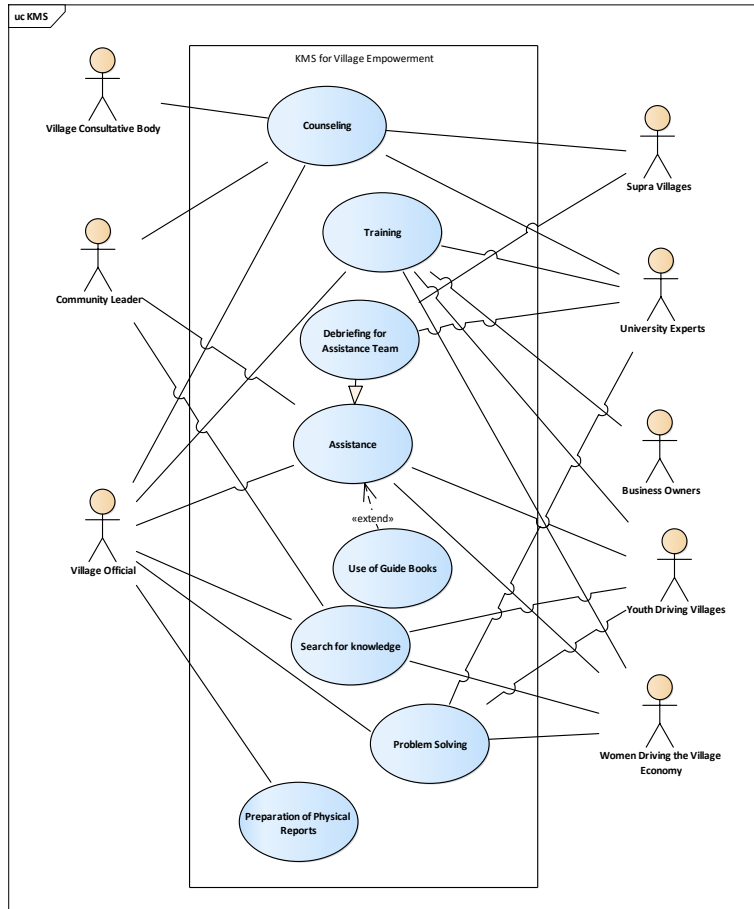 uc KMS
KMS for Village Empowerment
Village Consultative Body
Counseling
Supra Villages
Training
Community Leader
University Experts
Debriefing for
Assistance Team
Assistance
Business Owners
«extend»
Village Official
Use of Guide Books
Youth Driving Villages
Search for knowledge
Problem Solving
Women Driving the Village
Economy
Preparation of Physical
Reports